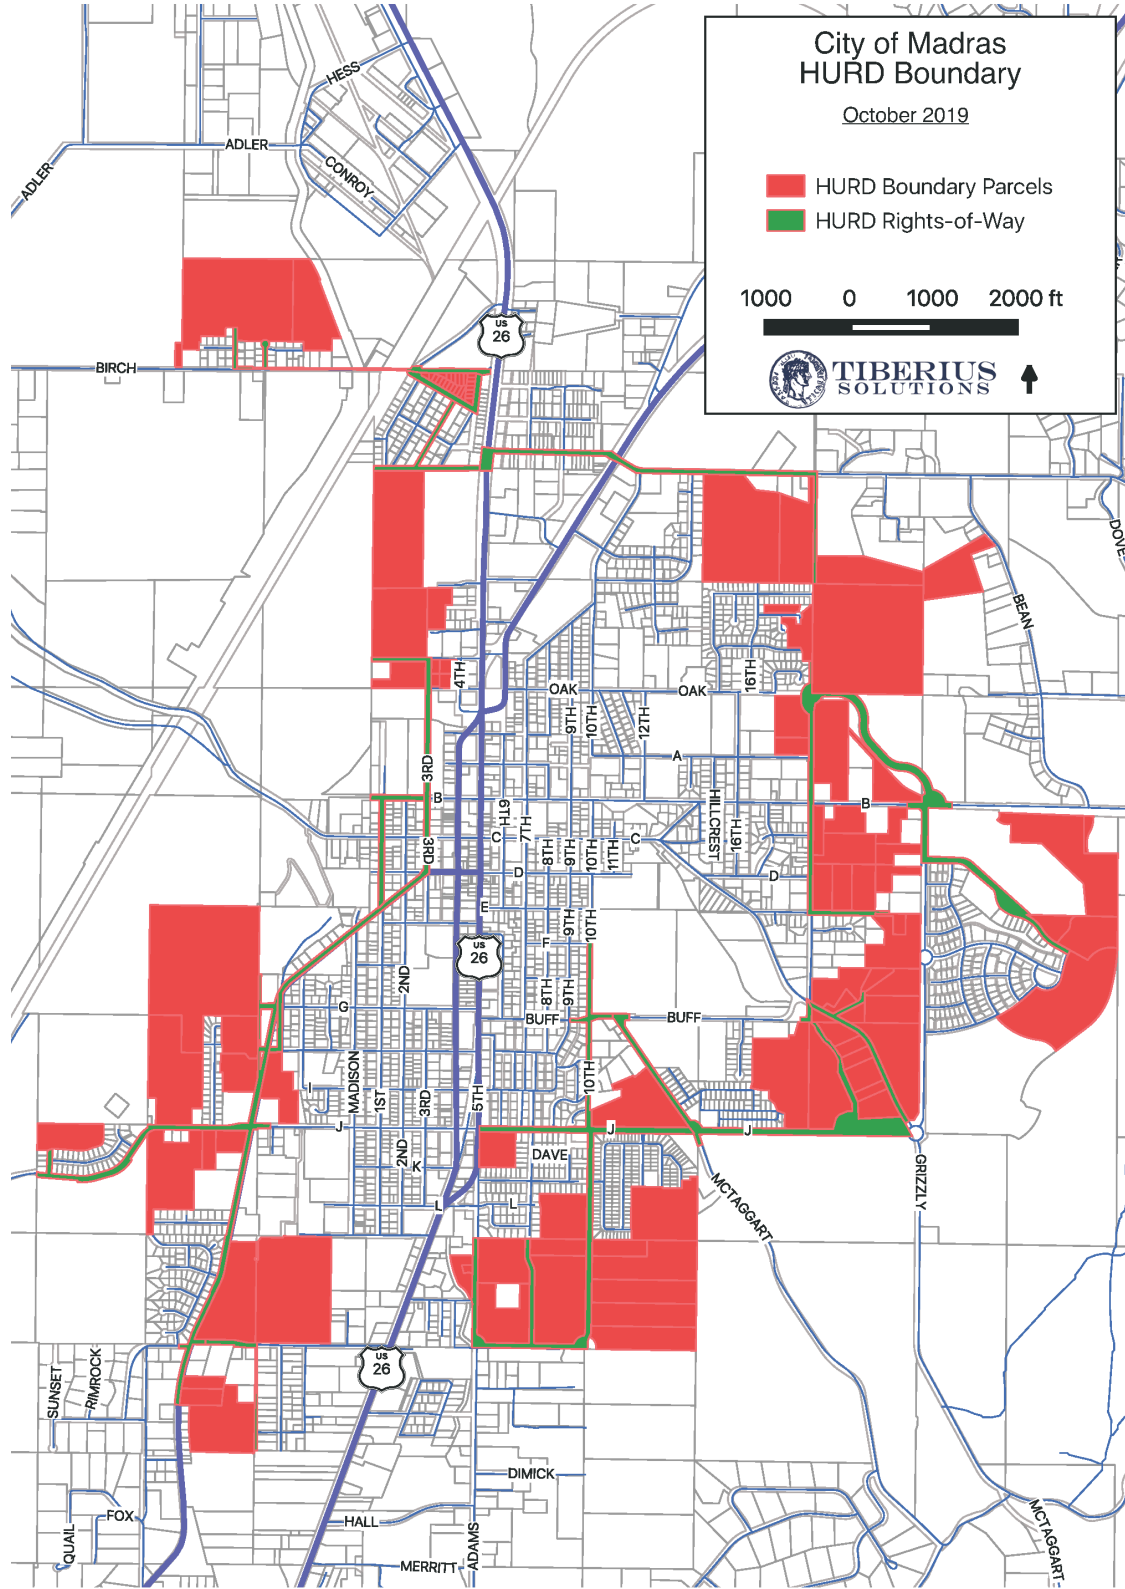 City of Madras
HURD Boundary
October 2019
HURD Boundary Parcels
HURD Rights-of-Way
1000 0 1000 2000 ft
TIBERIUS
SOLUTIONS
HESS
ADLER
ADLER
CONROY
US
26
BIRCH
DOVE
BEAN
4TH
16TH
OAK
OAK
9TH
10TH
12TH
A
3RD
B
B
6TH
7TH
HILLCREST
16TH
C
C
3RD
8TH
9TH
10TH
11TH
D
D
E
9TH
10TH
F
US
26
2ND
8TH
9TH
G
BUFF
BUFF
MADISON
I
1ST
3RD
5TH
10TH
J
J
J
2ND
K
DAVE
GRIZZLY
MCTAGGART
L
L
US
26
SUNSET
RIMROCK
DIMICK
FOX
QUAIL
HALL
ADAMS
MERRITT
MCTAGGART